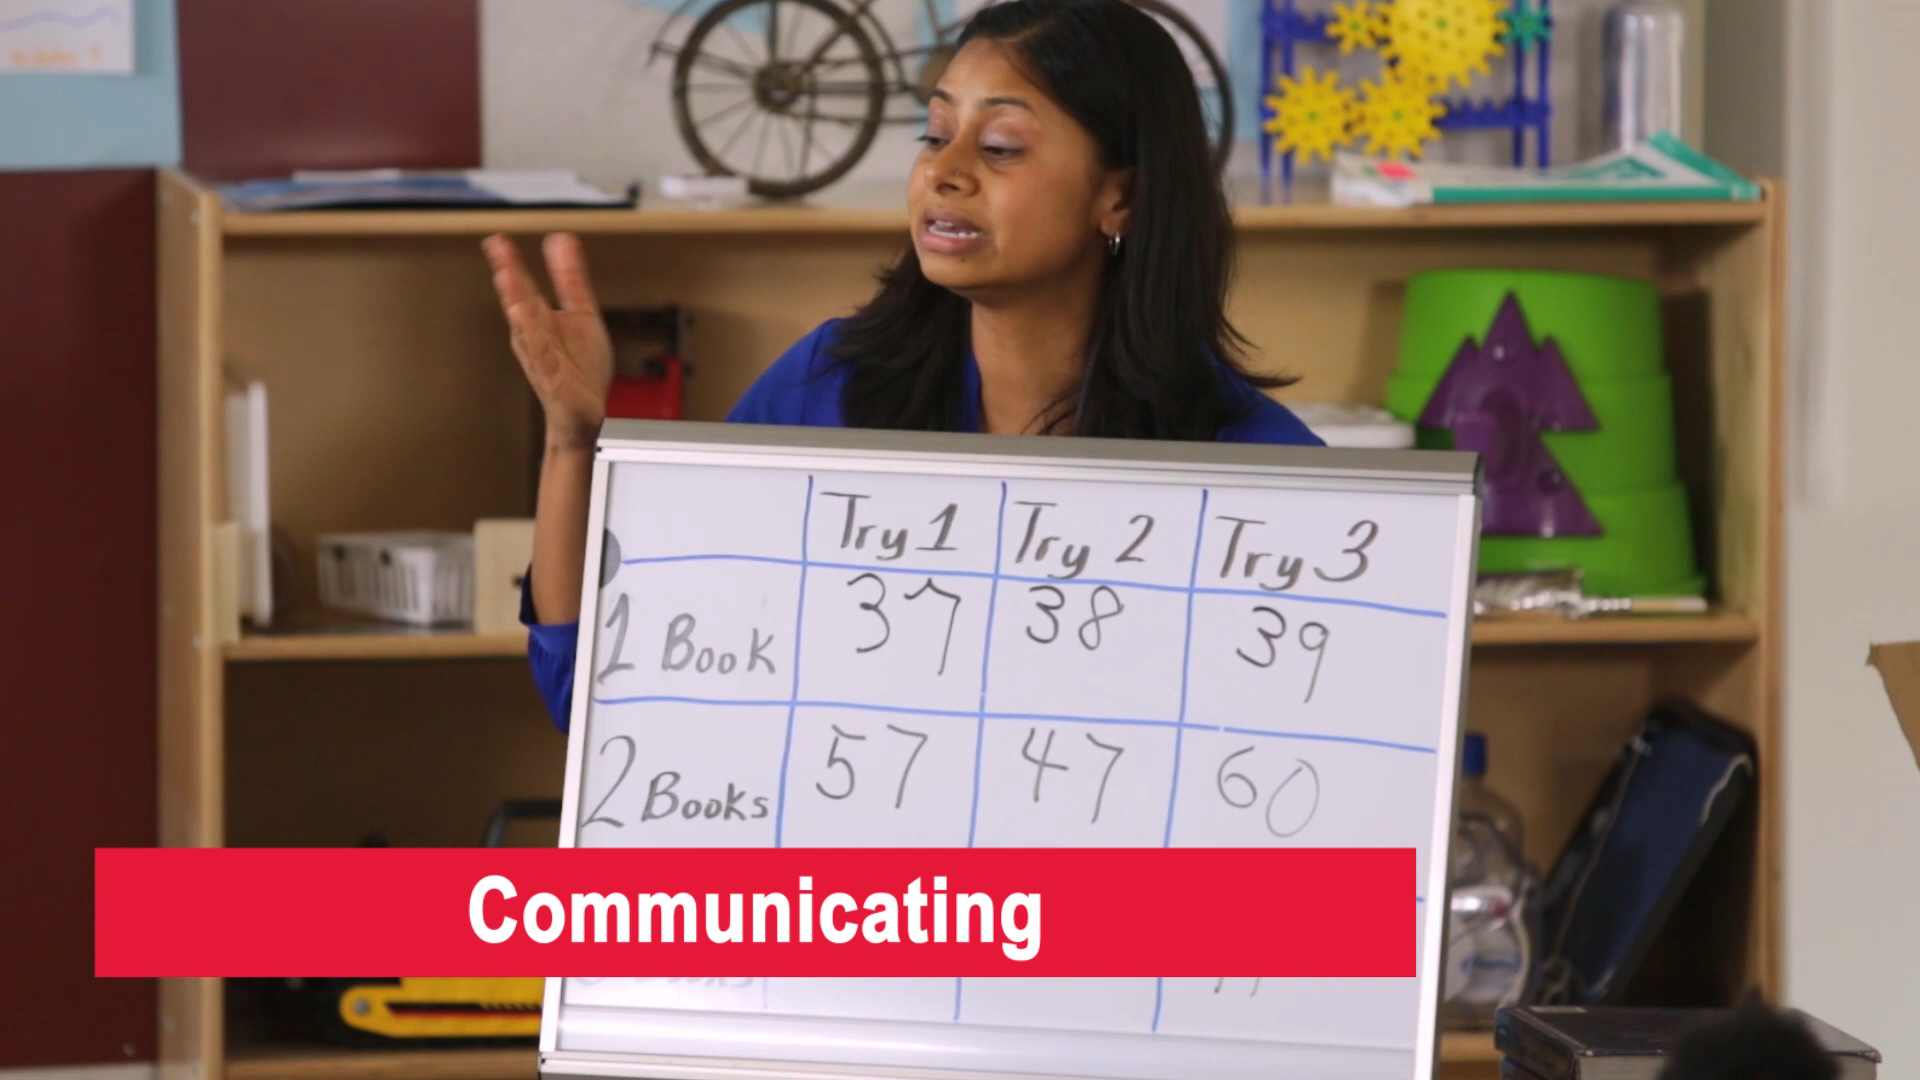 Try 1 Try 2 Try 3
1 Book 37 38 39
2 Books 57 47 60
Communicating